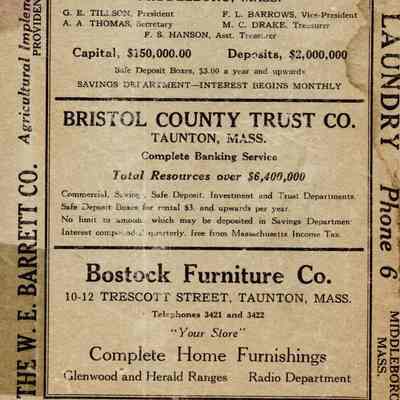 G. E. TILLSON, President F. L. BARROWS, Vice-President
A. A. THOMAS, Secretary M. C. DRAKE, Treasurer
F. S. HANSON, Asst. Treasurer
Capital, $150,000.00 Deposits, $2,000,000
Safe Deposit Boxes, $3.00 a year and upwards
SAVINGS DEPARTMENT—INTEREST BEGINS MONTHLY
BRISTOL COUNTY TRUST CO.
TAUNTON, MASS.
Complete Banking Service
Total Resources over $6,400,000
Commercial, Saving, Safe Deposit, Investment and Trust Departments
Safe Deposit Boxes for rental $3. and upwards per year.
No limit to amount which may be deposited in Savings Department
Interest compounded quarterly, free from Massachusetts Income Tax.
Bostock Furniture Co.
10-12 TRESCOTT STREET, TAUNTON, MASS.
Telephones 3421 and 3422
"Your Store"
Complete Home Furnishings
Glenwood and Herald Ranges Radio Department
THE W. E. BARRETT CO.
Agricultural
LAUNDRY Phone 6
MASS.